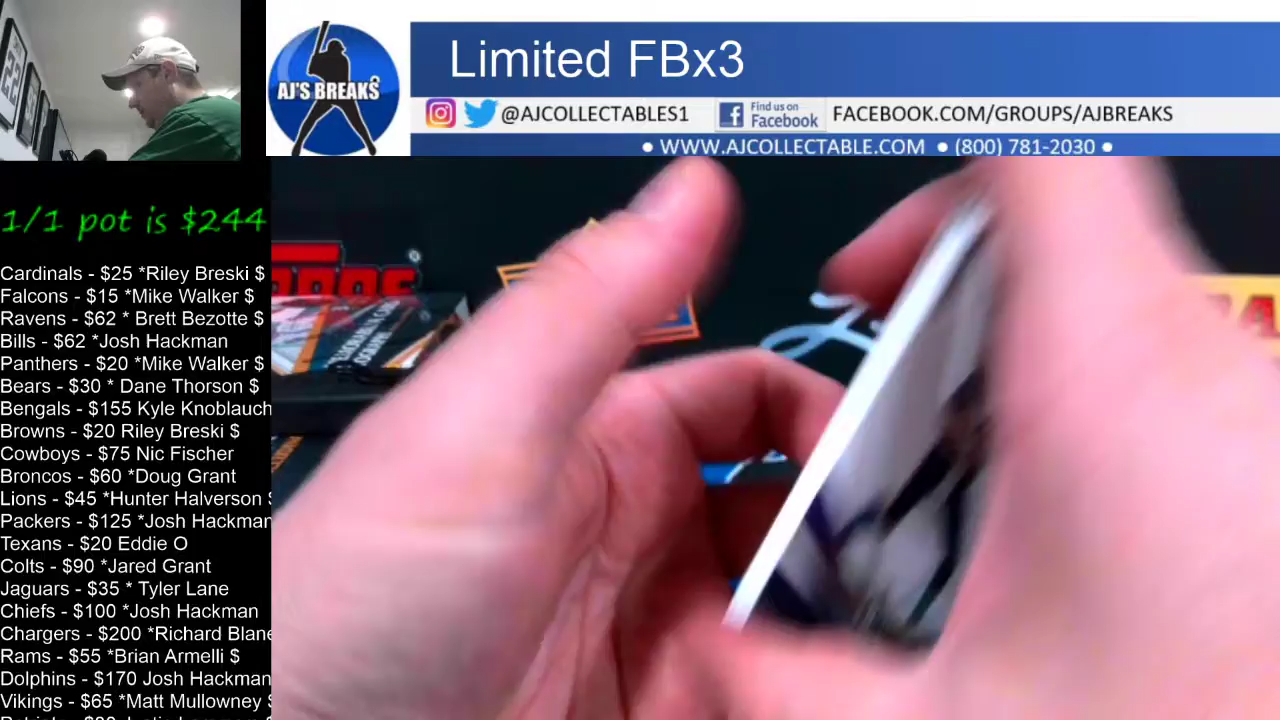 AJ'S BREAKS
Limited FBx3
@AJCOLLECTABLES1
Find us on
Facebook
FACEBOOK.COM/GROUPS/AJBREAKS
• WWW.AJCOLLECTABLE.COM • (800) 781-2030 •
1/1 pot is $244
Cardinals - $25 *Riley Breski $
Falcons - $15 *Mike Walker $
Ravens - $62 * Brett Bezotte $
Bills - $62 *Josh Hackman
Panthers - $20 *Mike Walker $
Bears - $30 * Dane Thorson $
Bengals - $155 Kyle Knoblauch
Browns - $20 Riley Breski $
Cowboys - $75 Nic Fischer
Broncos - $60 *Doug Grant
Lions - $45 *Hunter Halverson $
Packers - $125 *Josh Hackman
Texans - $20 Eddie O
Colts - $90 *Jared Grant
Jaguars - $35 * Tyler Lane
Chiefs - $100 *Josh Hackman
Chargers - $200 *Richard Blane
Rams - $55 *Brian Armelli $
Dolphins - $170 Josh Hackman
Vikings - $65 *Matt Mullowney $